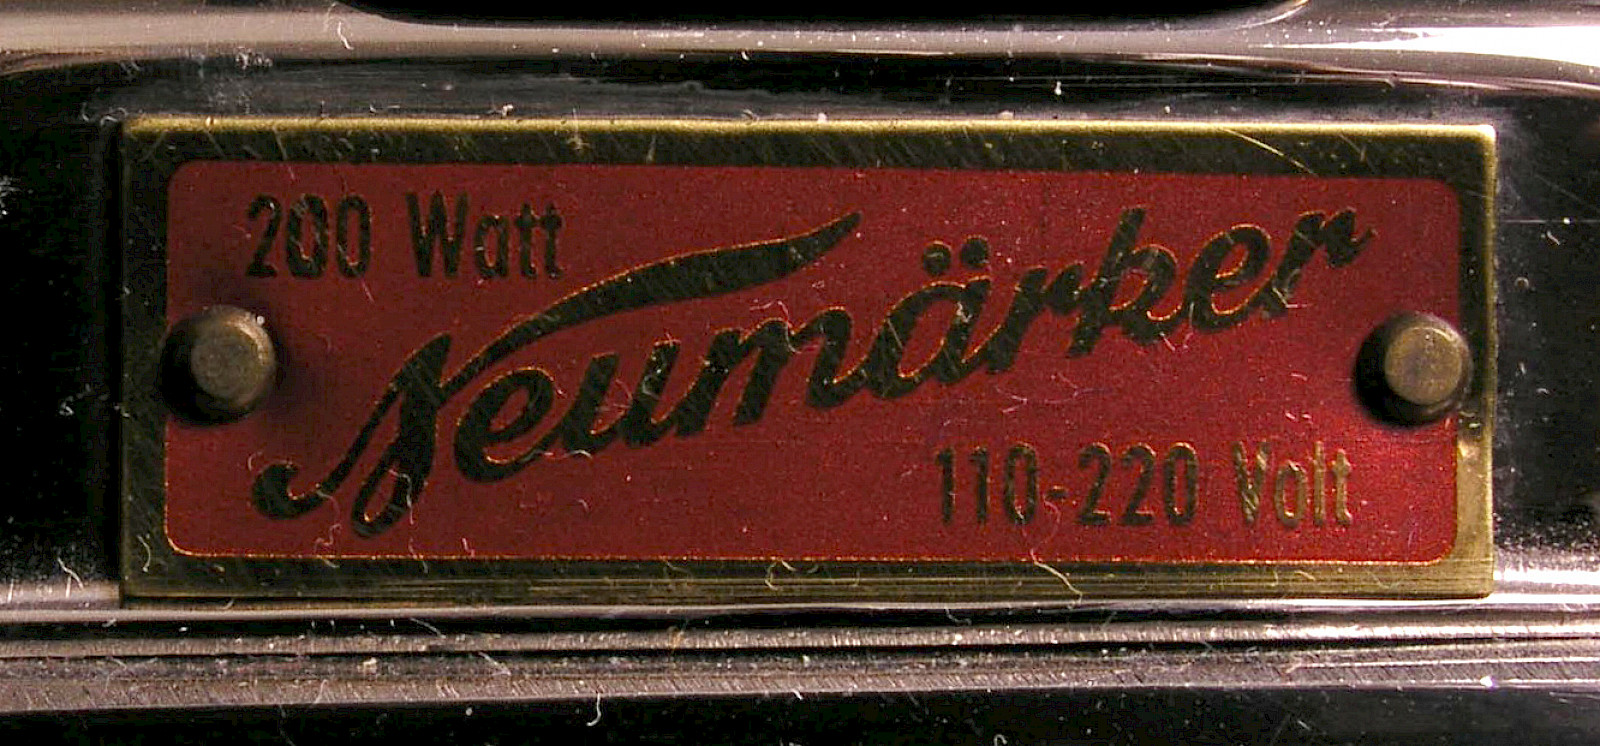 200 Watt
Neumärker
110-220 Volt